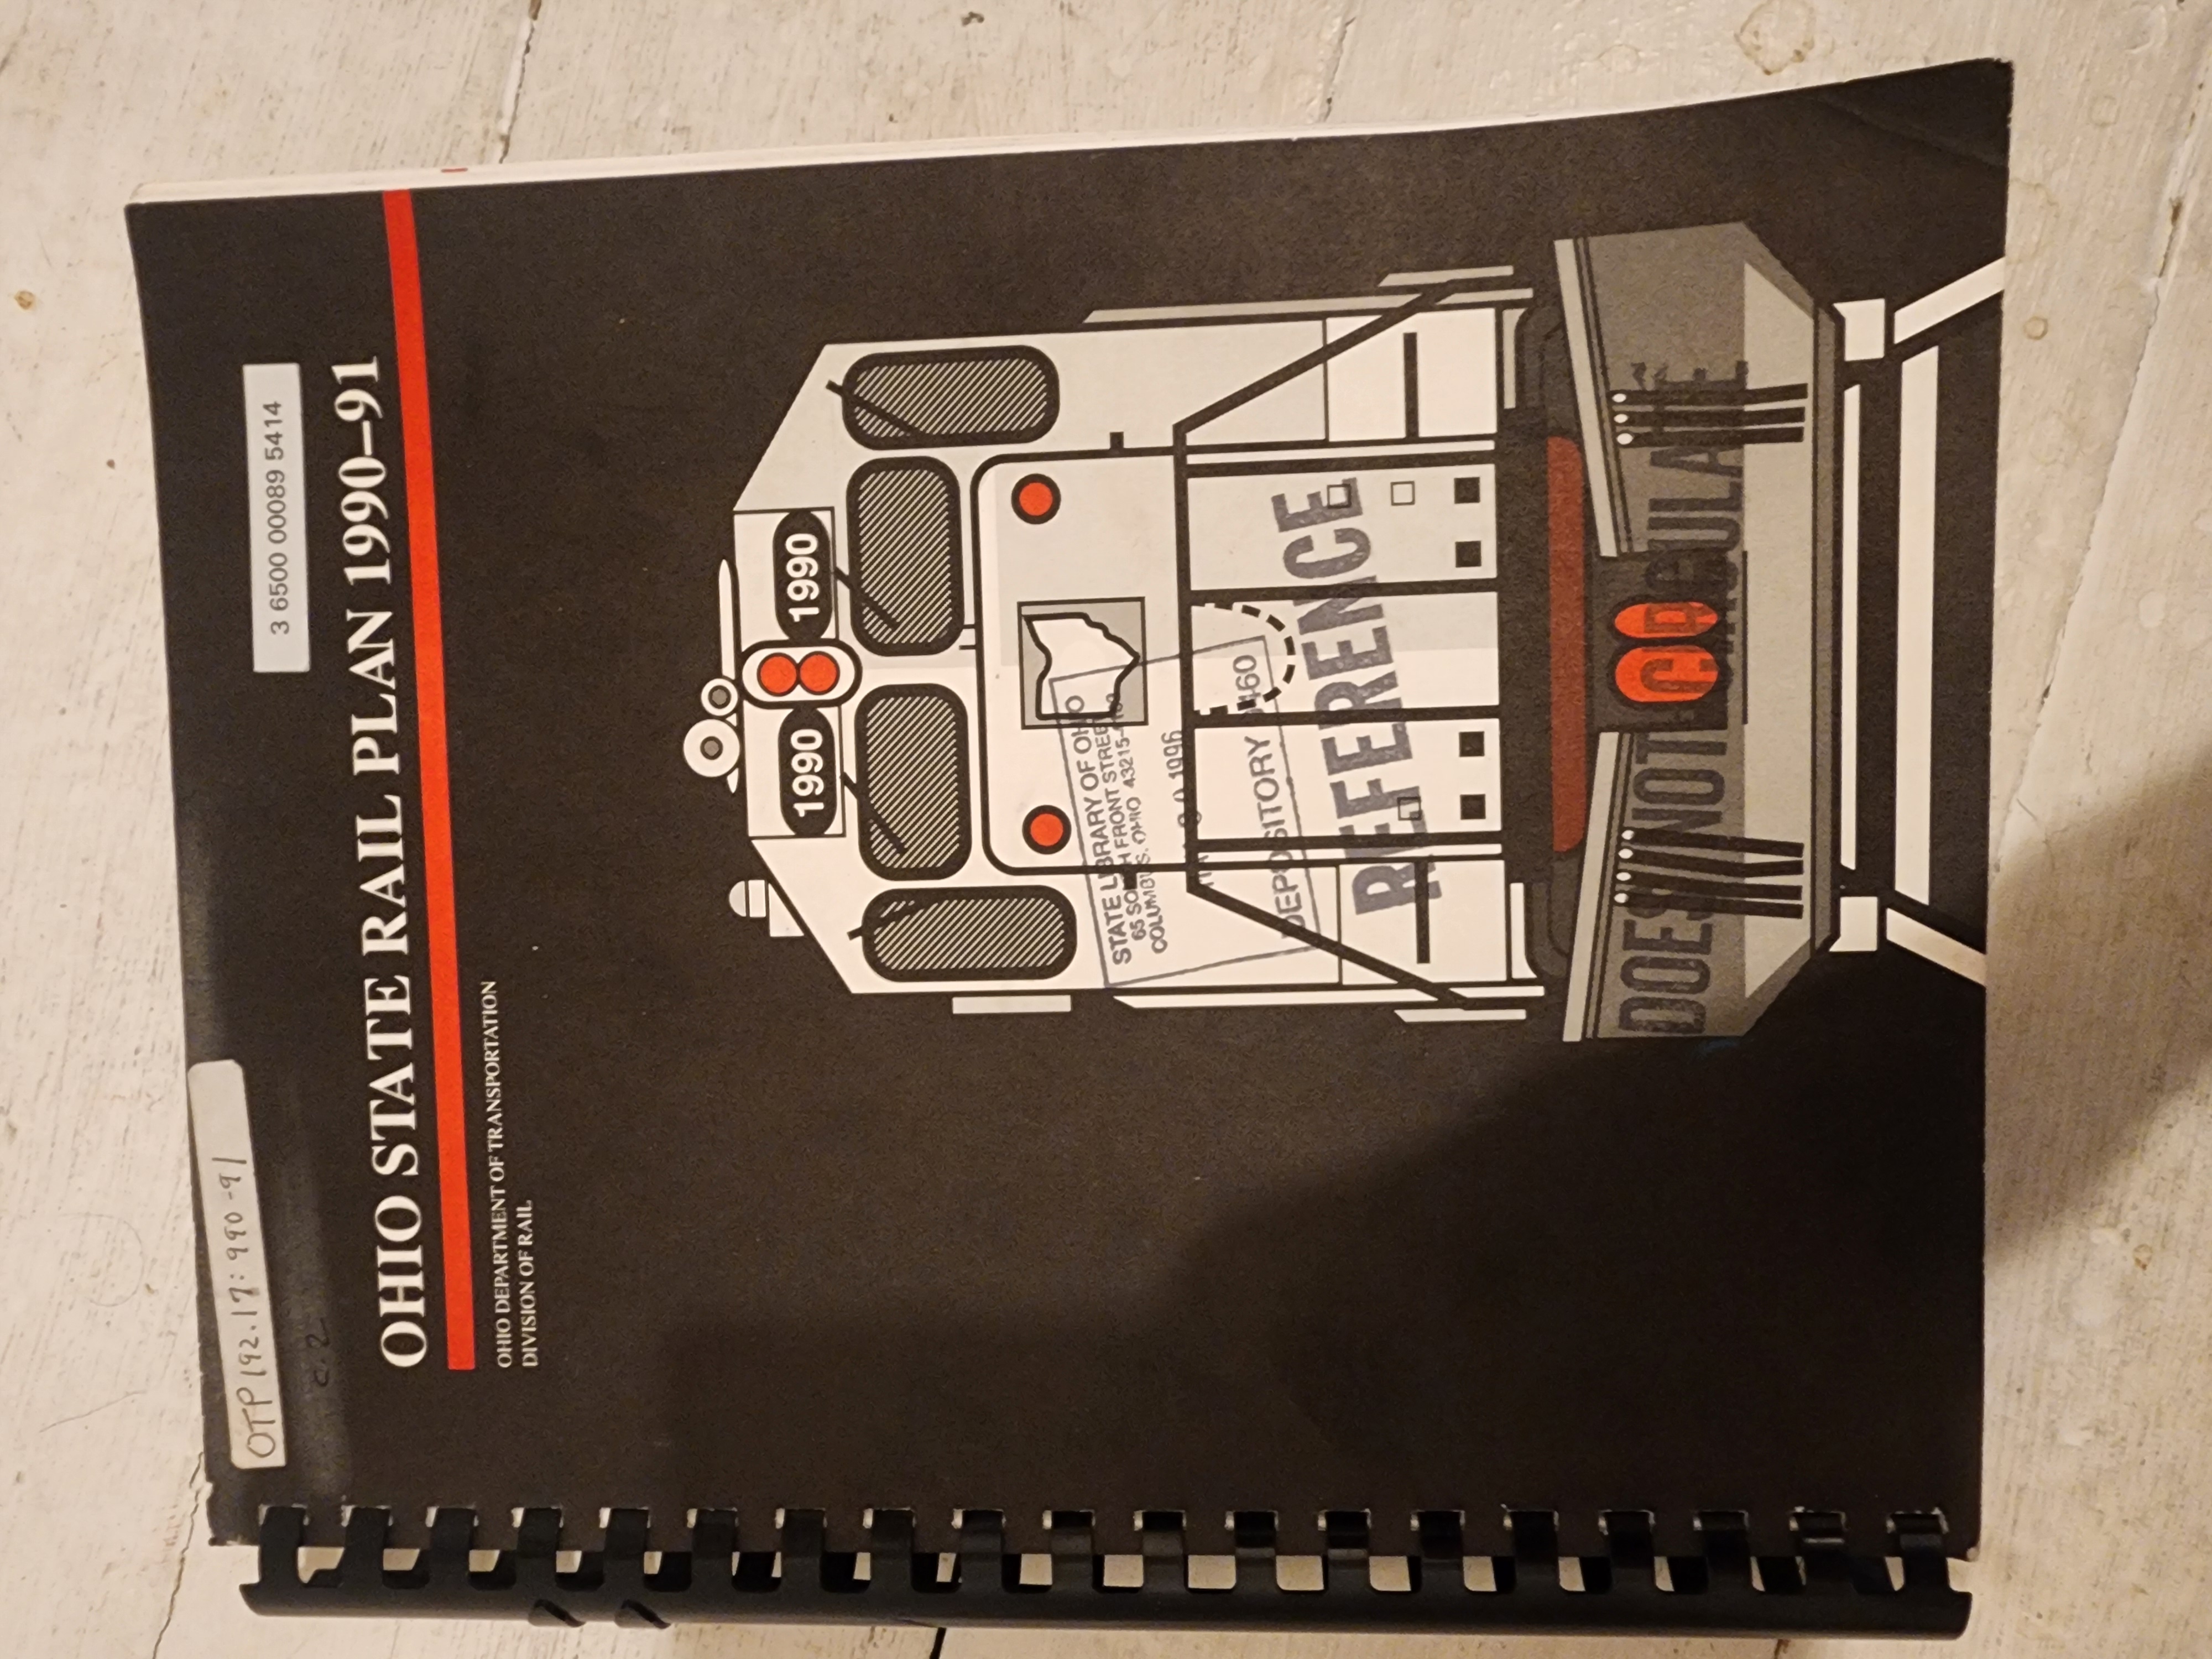 OTP 192.17: 990-91
c.2
3 6500 00089 5414
OHIO STATE RAIL PLAN 1990–91
OHIO DEPARTMENT OF TRANSPORTATION
DIVISION OF RAIL
1990 1990
STATE LIBRARY OF OHIO
65 SOUTH FRONT STREET
COLUMBUS, OHIO 43215-
1996
DEPOSITORY 460
REFERENCE
DOES NOT CIRCULATE